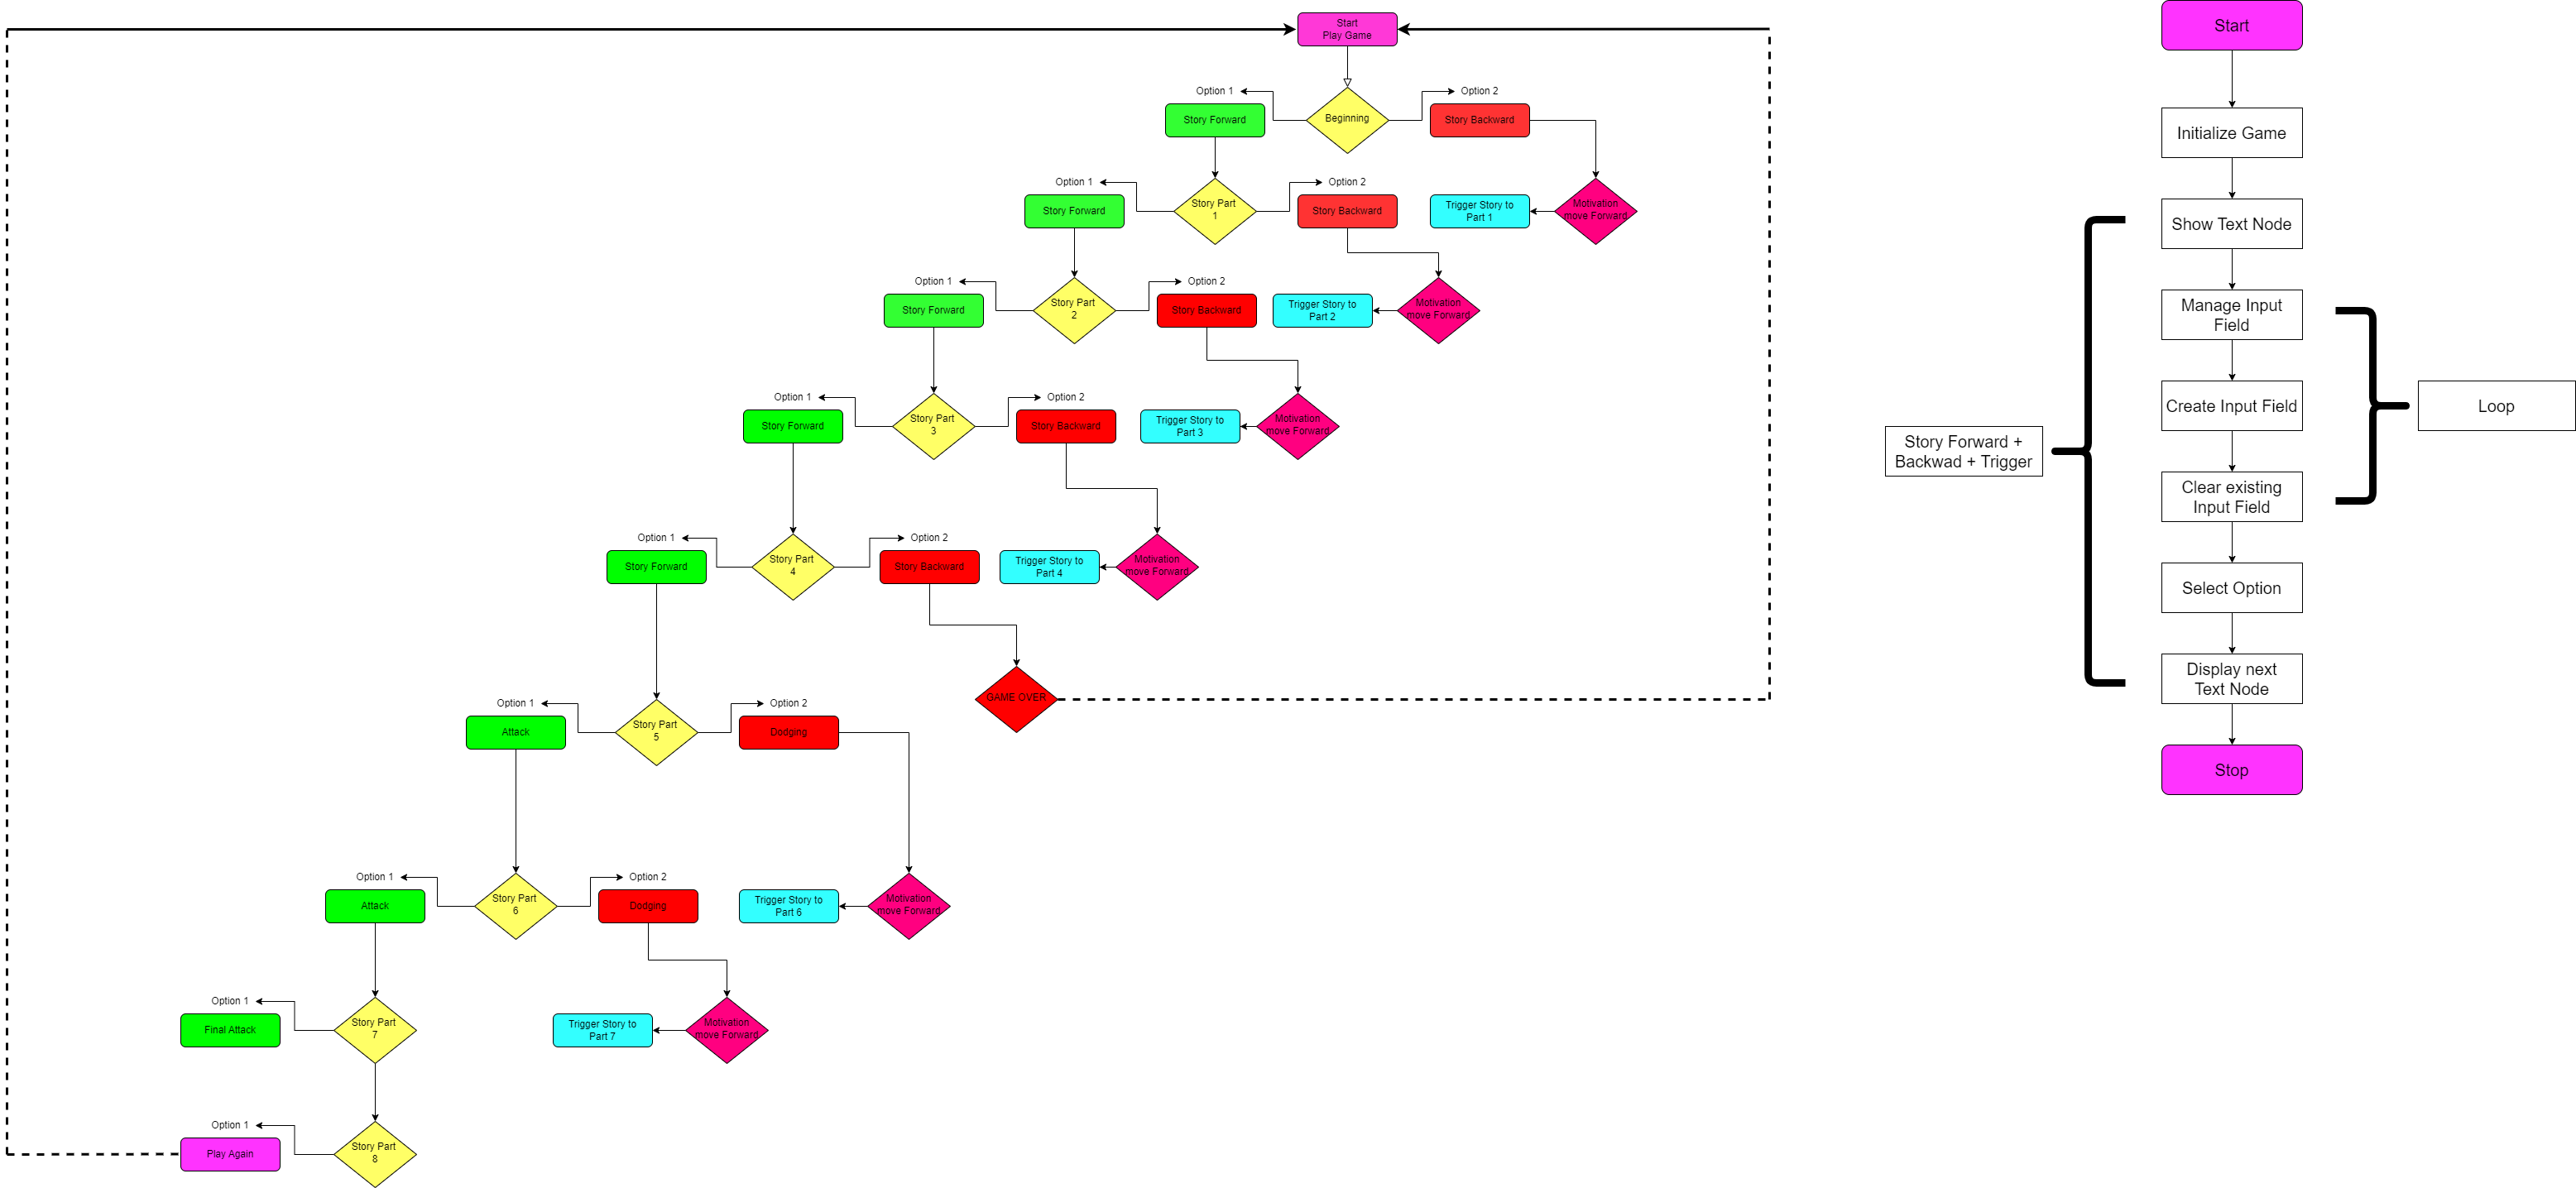 Start
Play Game
Option 1
Option 2
Story Forward
Beginning
Story Backward
Option 1
Option 2
Story Forward
Story Part
1
Story Backward
Trigger Story to
Part 1
Motivation
move Forward
Option 1
Option 2
Story Forward
Story Part
2
Story Backward
Trigger Story to
Part 2
Motivation
move Forward
Option 1
Option 2
Story Forward
Story Part
3
Story Backward
Trigger Story to
Part 3
Motivation
move Forward
Option 1
Option 2
Story Forward
Story Part
4
Story Backward
Trigger Story to
Part 4
Motivation
move Forward
GAME OVER
Option 1
Option 2
Attack
Story Part
5
Dodging
Option 1
Option 2
Attack
Story Part
6
Dodging
Trigger Story to
Part 6
Motivation
move Forward
Option 1
Final Attack
Story Part
7
Trigger Story to
Part 7
Motivation
move Forward
Option 1
Play Again
Story Part
8
Start
Initialize Game
Show Text Node
Manage Input
Field
Create Input Field
Loop
Story Forward +
Backwad + Trigger
Clear existing
Input Field
Select Option
Display next
Text Node
Stop